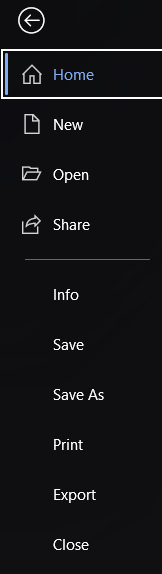 Home
New
Open
Share
Info
Save
Save As
Print
Export
Close